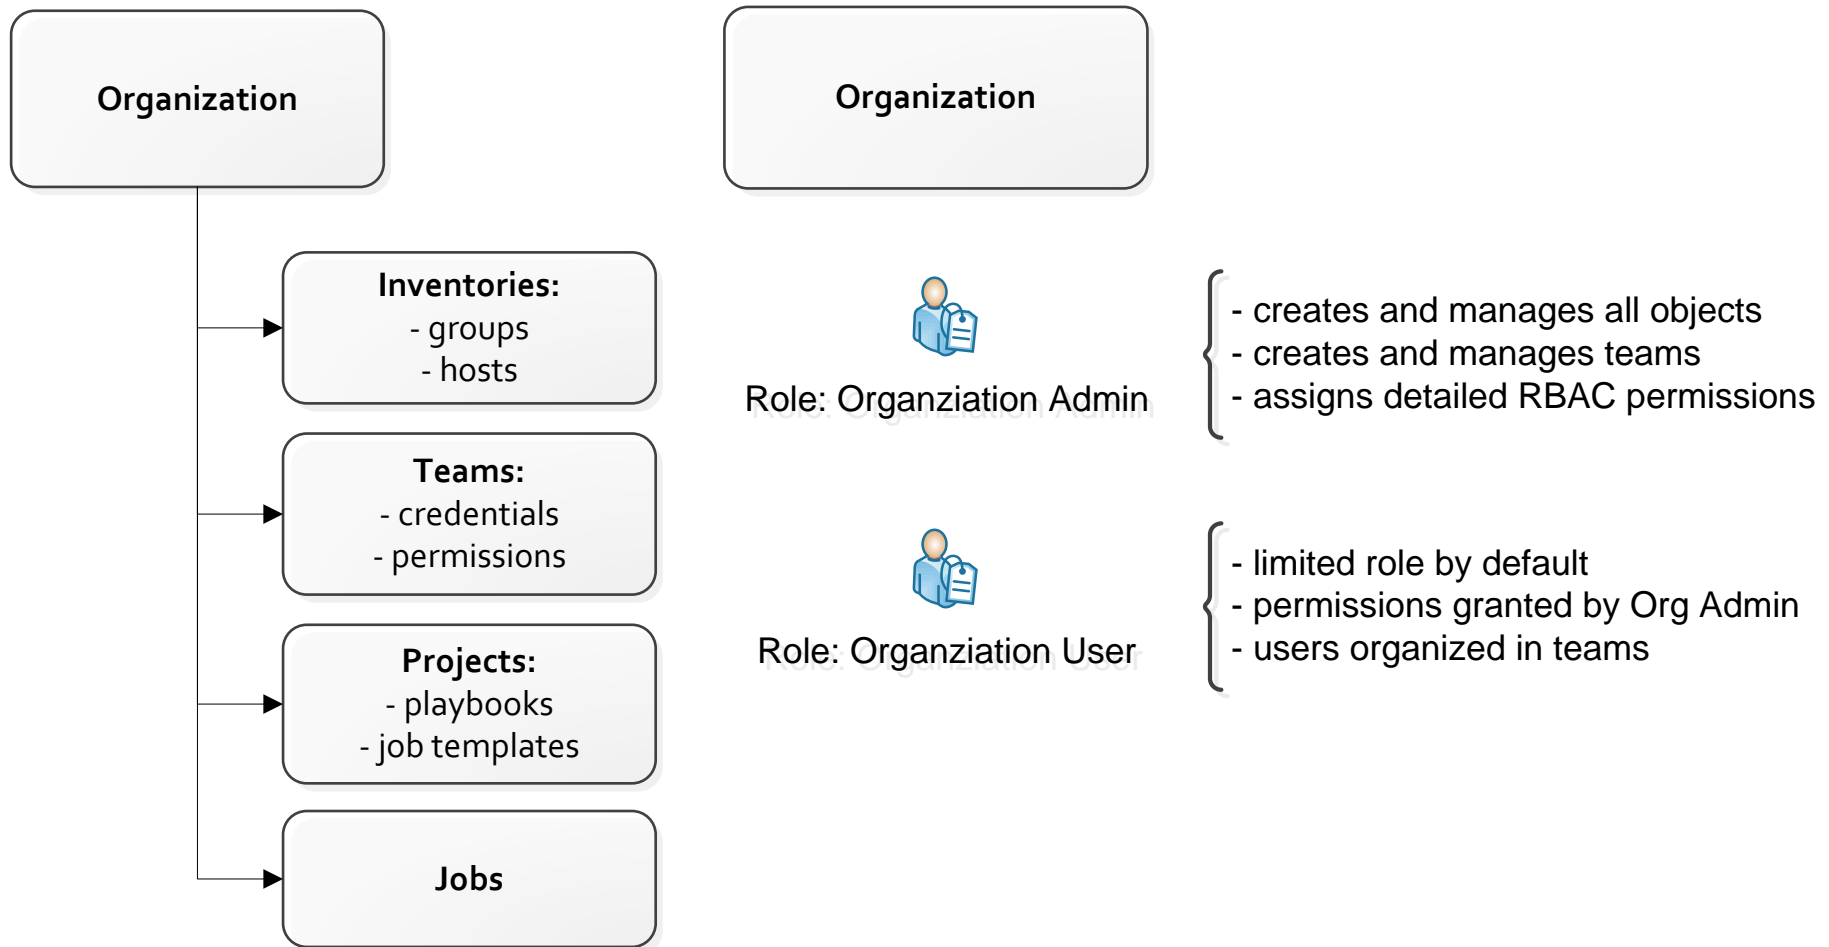 Organization
Inventories:
- groups
- hosts
Teams:
- credentials
- permissions
Projects:
- playbooks
- job templates
Jobs
Organization
Role: Organziation Admin
- creates and manages all objects
- creates and manages teams
- assigns detailed RBAC permissions
Role: Organziation User
- limited role by default
- permissions granted by Org Admin
- users organized in teams